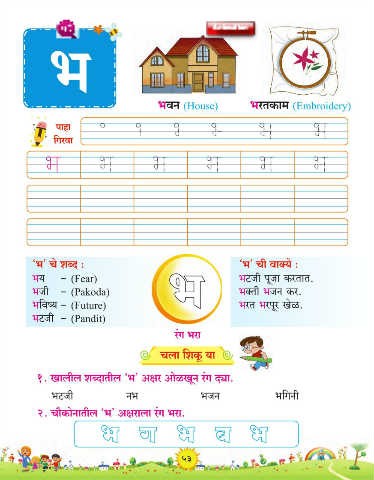 भ
भवन (House)
भरतकाम (Embroidery)
पाहा
गिरवा
'भ' चे शब्द :
भय – (Fear)
भजी – (Pakoda)
भविष्य – (Future)
भटजी – (Pandit)
भ
रंग भरा
'भ' ची वाक्ये :
भटजी पूजा करतात.
भक्ती भजन कर.
भरत भरपूर खेळ.
चला शिकू या
१. खालील शब्दातील 'भ' अक्षर ओळखून रंग द्या.
भटजी नभ भजन भगिनी
२. चौकोनातील 'भ' अक्षराला रंग भरा.
भ ण भ त्र भ
५३